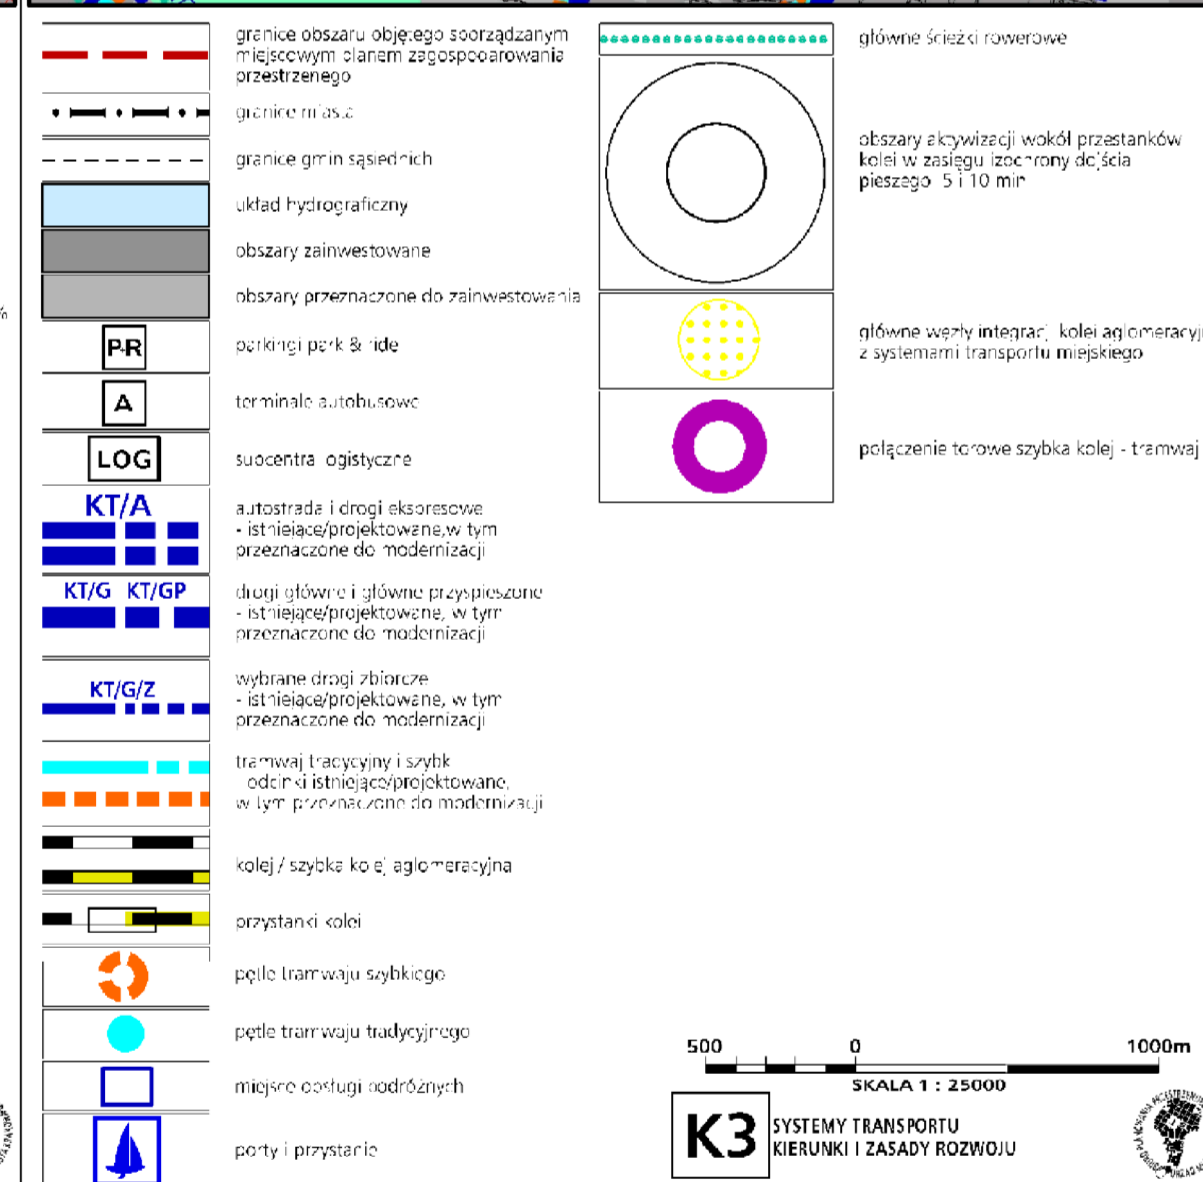 granice obszaru objętego sporządzanym
miejscowym planem zagospodarowania
przestrzenego
granice miasta
granice gmin sąsiednich
układ hydrograficzny
obszary zainwestowane
obszary przeznaczone do zainwestowania
P+R
parkingi park & ride
A
terminale autobusowe
LOG
subcentra logistyczne
KT/A
autostrada i drogi ekspresowe
- istniejące/projektowane,w tym
przeznaczone do modernizacji
KT/G KT/GP
drogi główne i główne przyspieszone
- istniejące/projektowane, w tym
przeznaczone do modernizacji
KT/G/Z
wybrane drogi zbiorcze
- istniejące/projektowane, w tym
przeznaczone do modernizacji
tramwaj tradycyjny i szybki
- odcinki istniejące/projektowane,
w tym przeznaczone do modernizacji
kolej / szybka kolej aglomeracyjna
przystanki kolei
pętle tramwaju szybkiego
pętle tramwaju tradycyjnego
miejsce obsługi podróżnych
porty i przystanie
główne ścieżki rowerowe
obszary aktywizacji wokół przestanków
kolei w zasięgu izochrony dojścia
pieszego 5 i 10 min
główne węzły integracji kolei aglomeracyj
z systemami transportu miejskiego
połączenie torowe szybka kolej - tramwaj
500 0 1000m
SKALA 1 : 25000
K3
SYSTEMY TRANSPORTU
KIERUNKI I ZASADY ROZWOJU